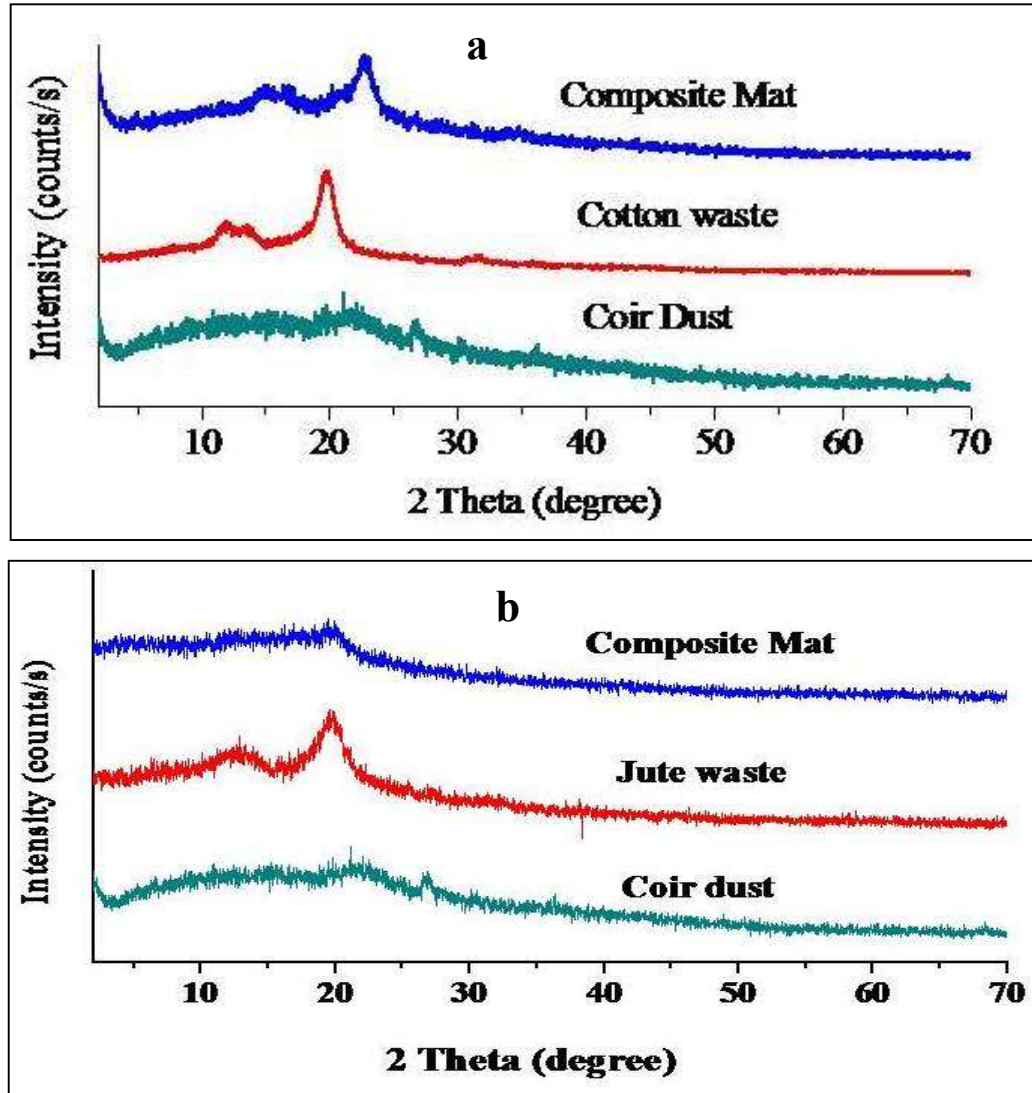 a
Composite Mat
Cotton waste
Coir Dust
Intensity (counts/s)
10 20 30 40 50 60 70
2 Theta (degree)
b
Composite Mat
Jute waste
Coir dust
Intensity (counts/s)
10 20 30 40 50 60 70
2 Theta (degree)